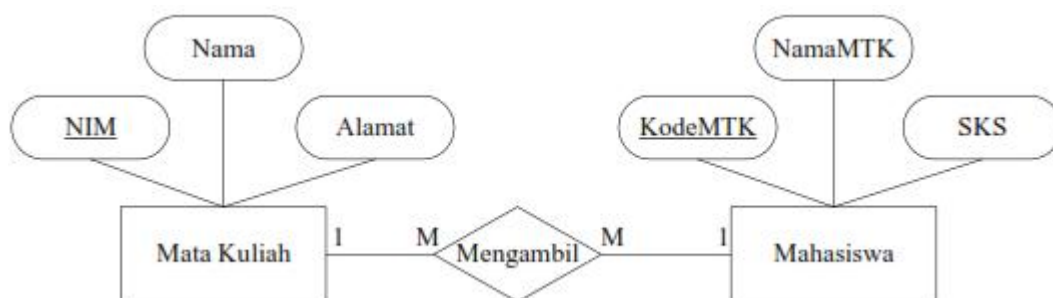 Nama
NamaMTK
NIM
Alamat
KodeMTK
SKS
Mata Kuliah
1
M
Mengambil
M
1
Mahasiswa